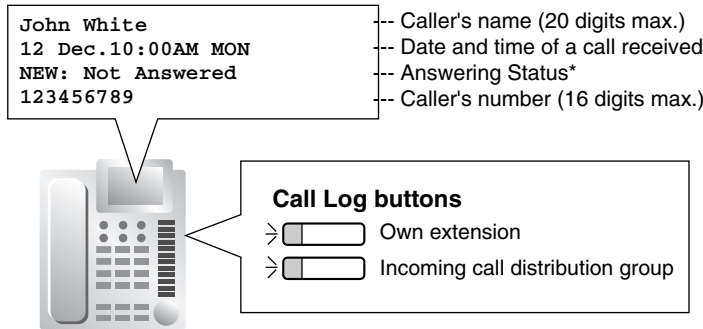 John White --- Caller's name (20 digits max.)
12 Dec.10:00AM MON --- Date and time of a call received
NEW: Not Answered --- Answering Status*
123456789 --- Caller's number (16 digits max.)
Call Log buttons
Own extension
Incoming call distribution group